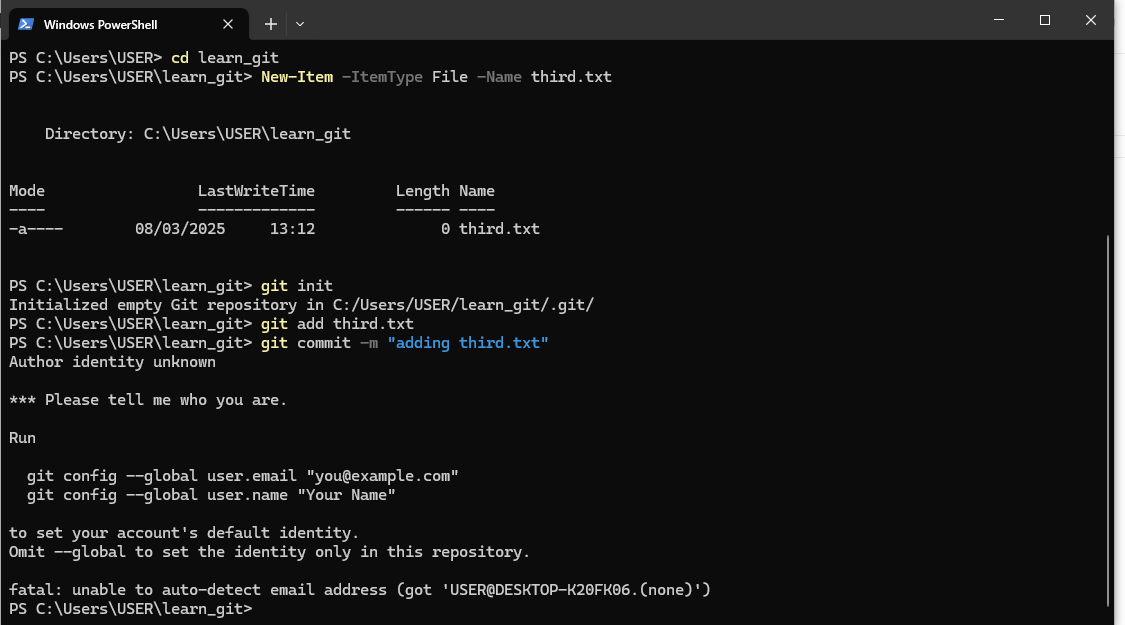 Windows PowerShell
PS C:\Users\USER> cd learn_git
PS C:\Users\USER\learn_git> New-Item -ItemType File -Name third.txt
Directory: C:\Users\USER\learn_git
Mode LastWriteTime Length Name
---- ------------- ------ ----
-a---- 08/03/2025 13:12 0 third.txt
PS C:\Users\USER\learn_git> git init
Initialized empty Git repository in C:/Users/USER/learn_git/.git/
PS C:\Users\USER\learn_git> git add third.txt
PS C:\Users\USER\learn_git> git commit -m "adding third.txt"
Author identity unknown
*** Please tell me who you are.
Run
git config --global user.email "you@example.com"
git config --global user.name "Your Name"
to set your account's default identity.
Omit --global to set the identity only in this repository.
fatal: unable to auto-detect email address (got 'USER@DESKTOP-K20FK06.(none)')
PS C:\Users\USER\learn_git>